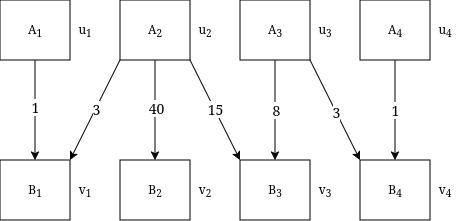 A₁ u₁ A₂ u₂ A₃ u₃ A₄ u₄
1 3 40 15 8 3 1
B₁ v₁ B₂ v₂ B₃ v₃ B₄ v₄